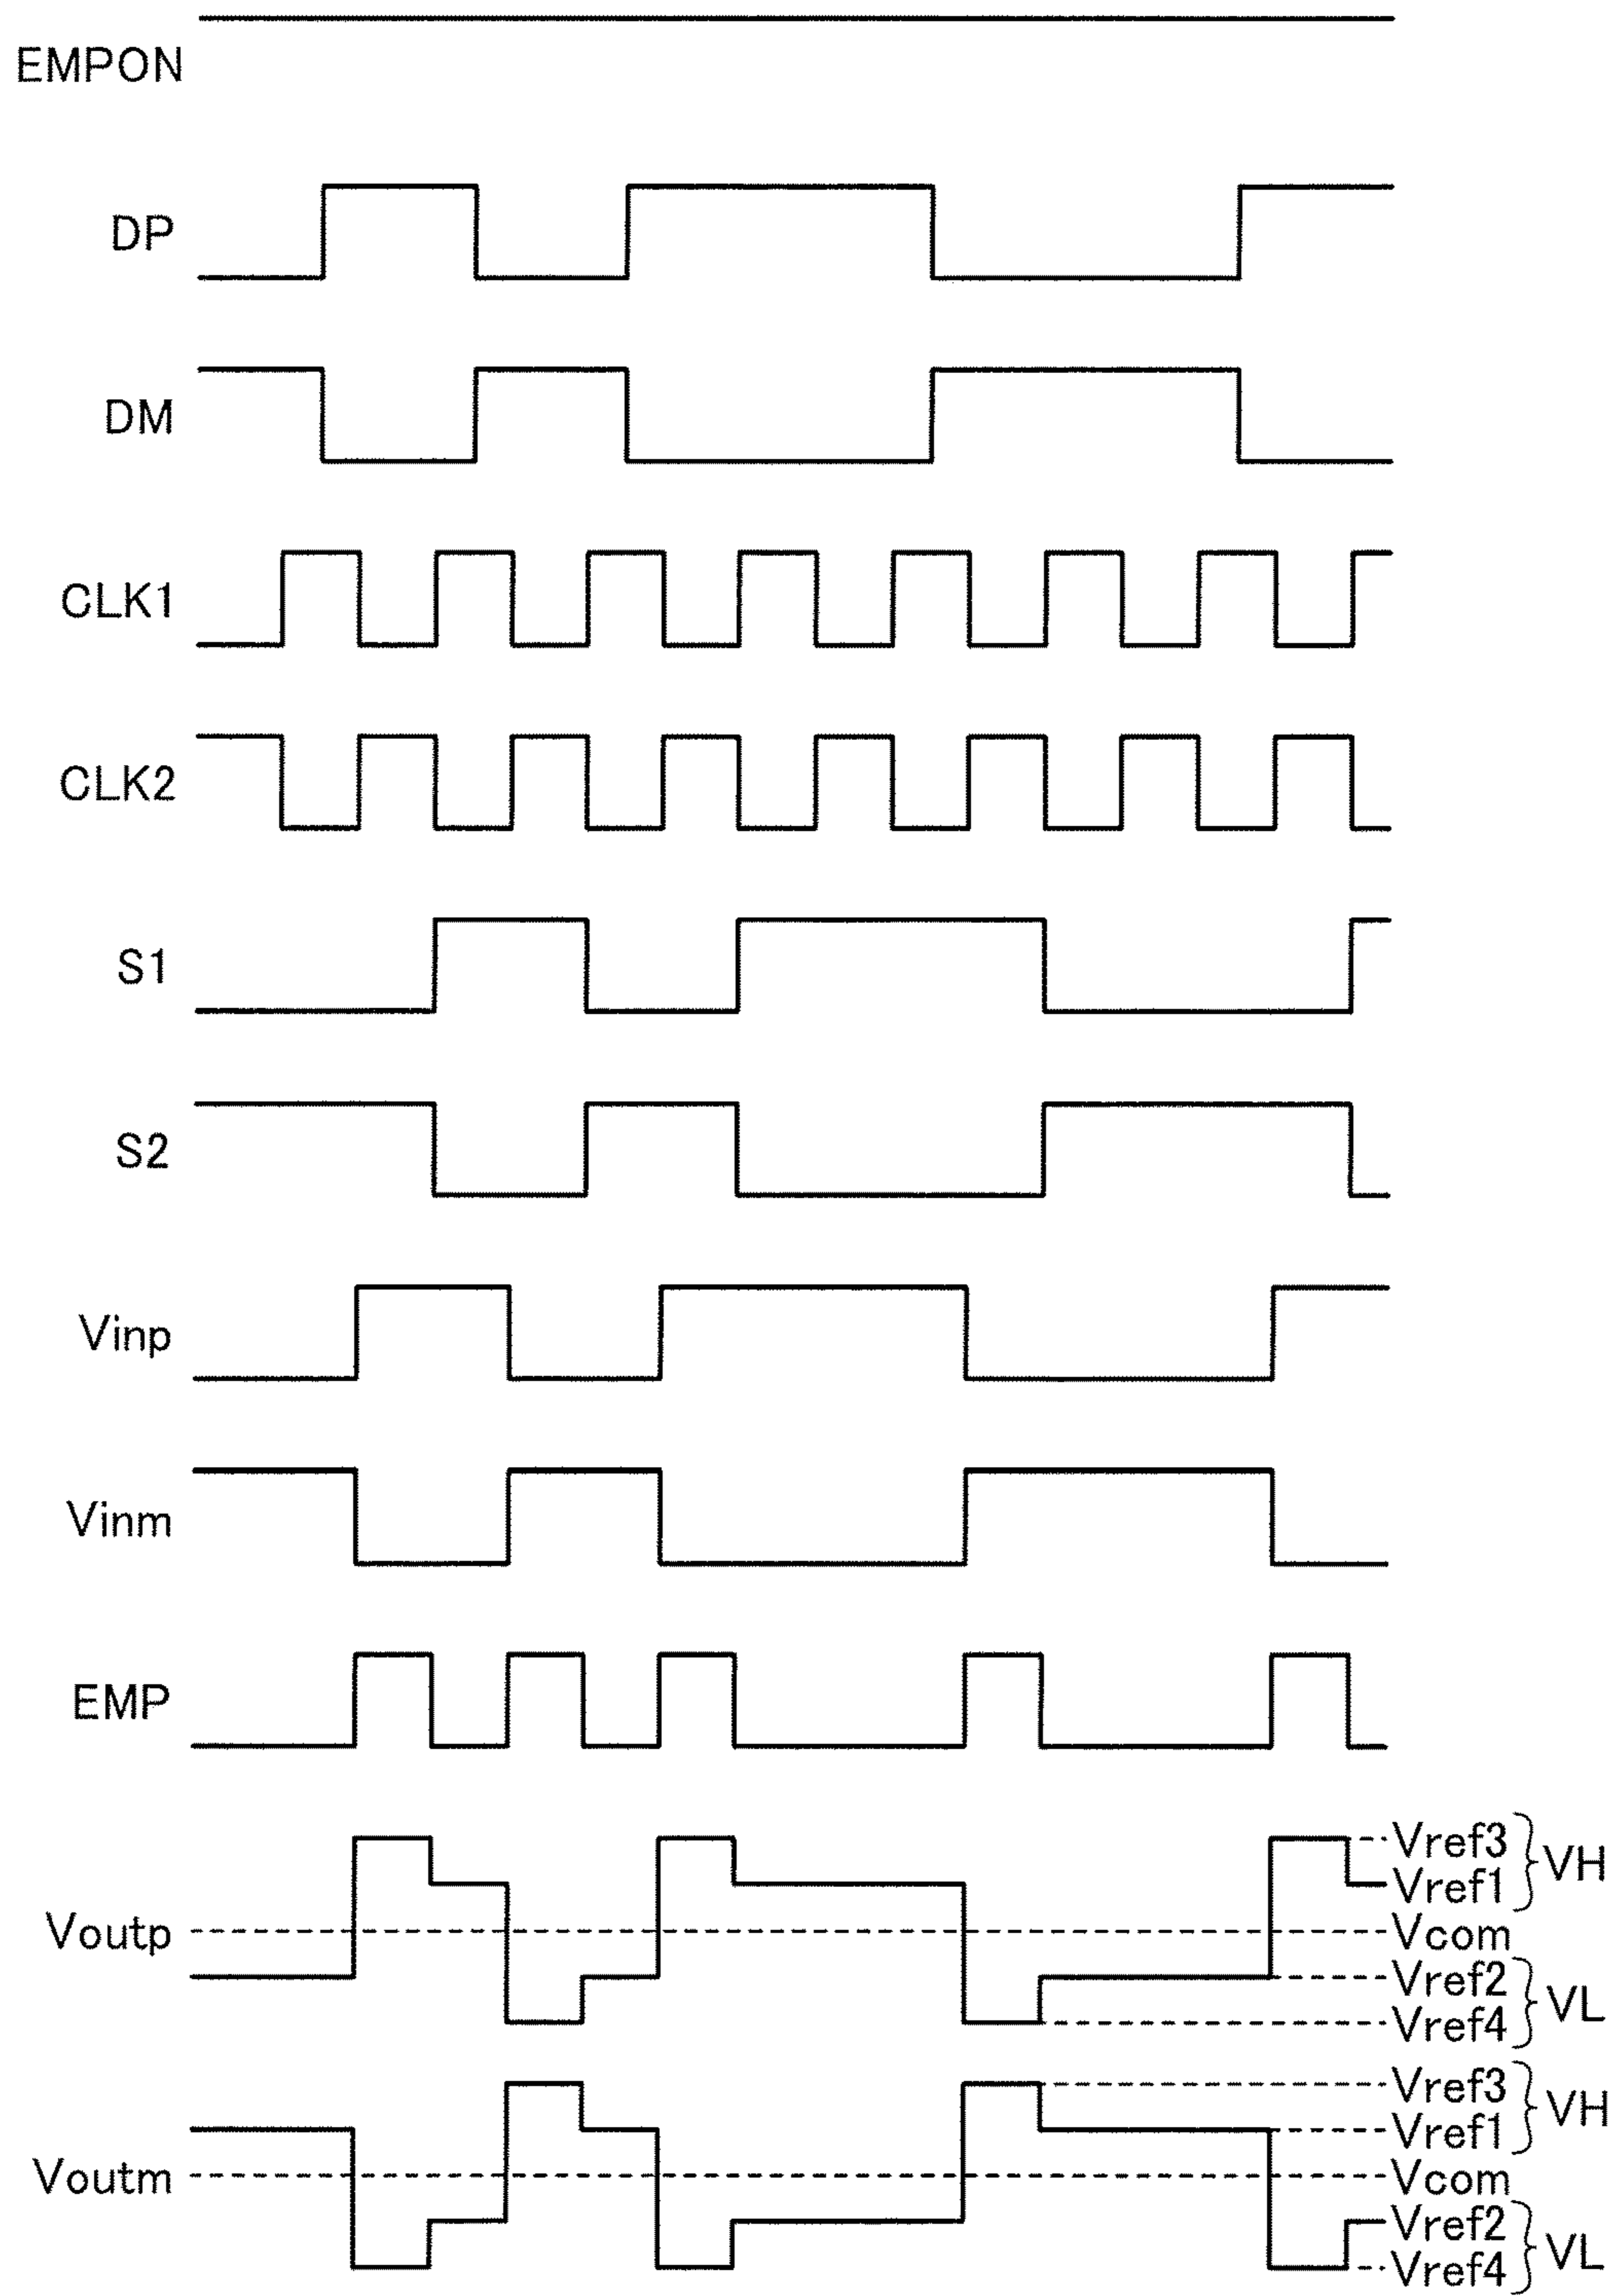 EMPON
DP
DM
CLK1
CLK2
S1
S2
Vinp
Vinm
EMP
Voutp
Vref3
Vref1
VH
Vcom
Vref2
Vref4
VL
Voutm
Vref3
Vref1
VH
Vcom
Vref2
Vref4
VL